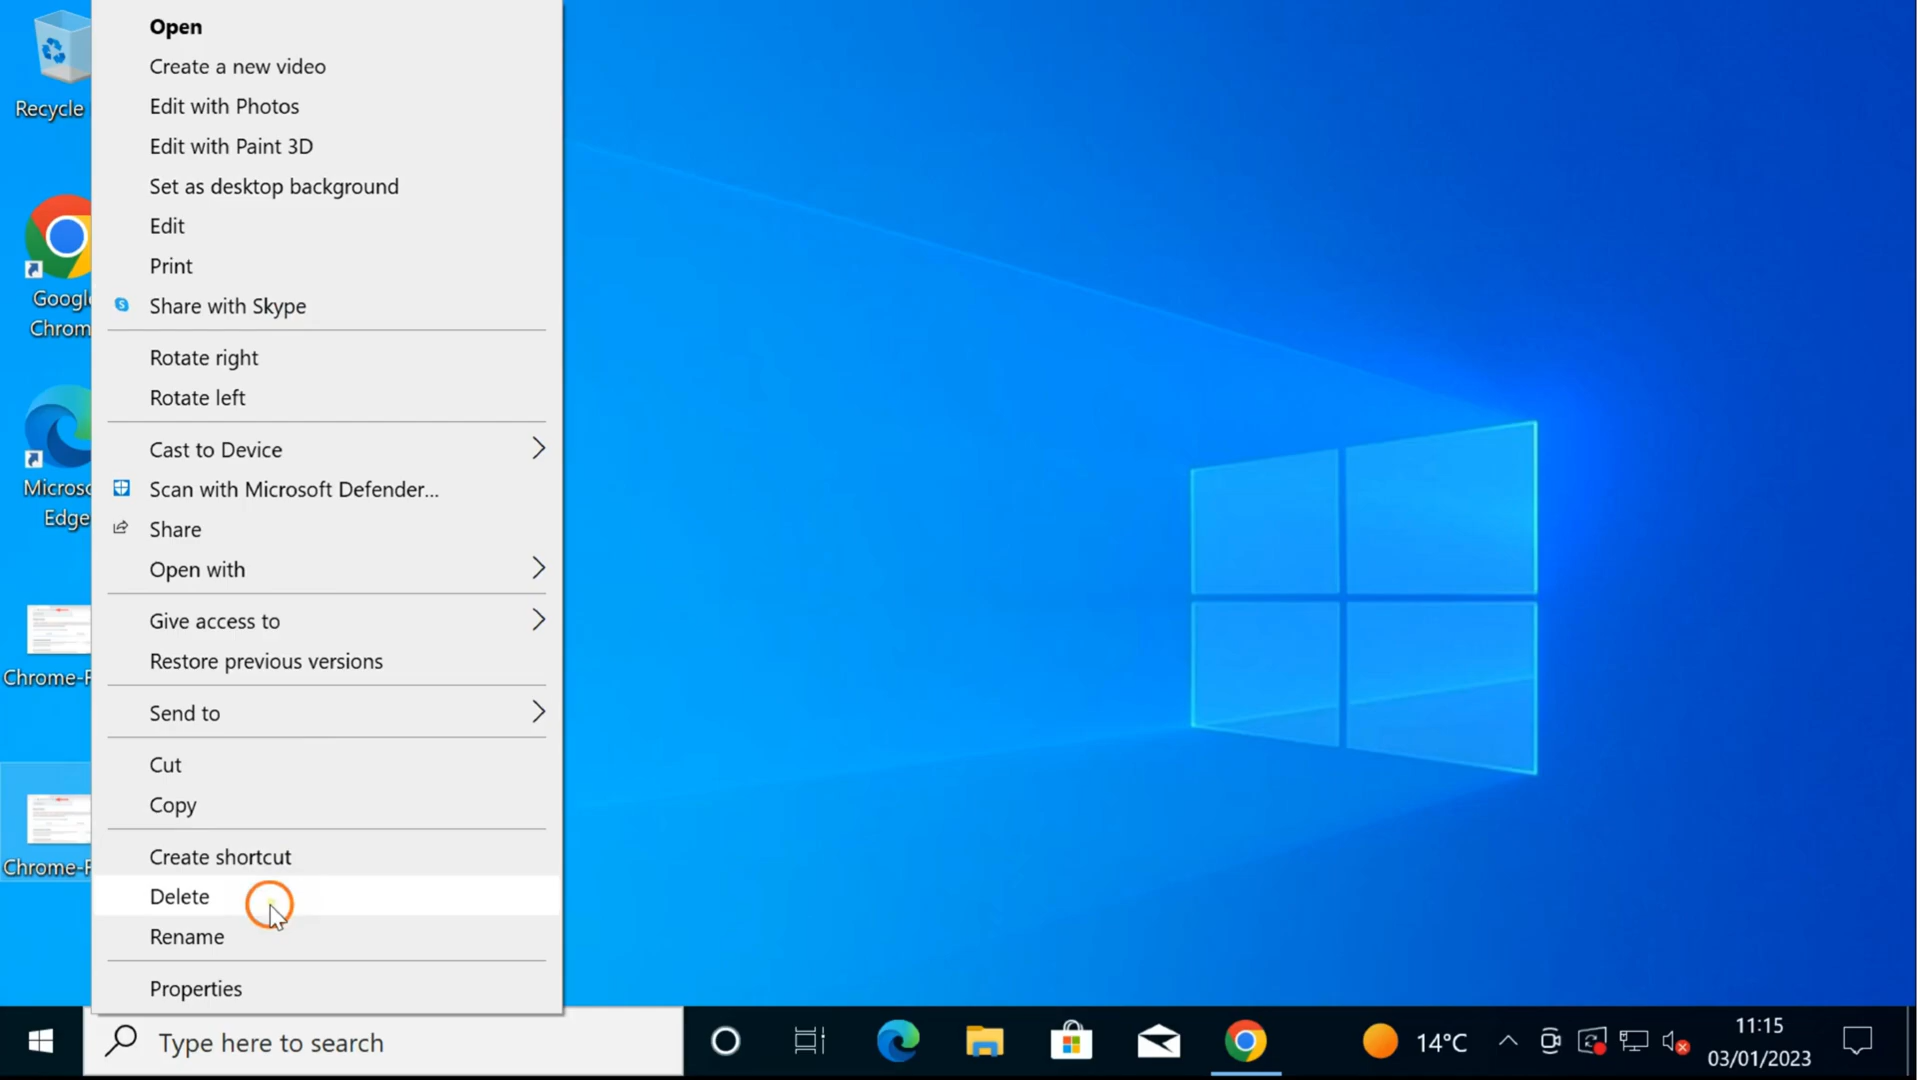 Open
Create a new video
Edit with Photos
Edit with Paint 3D
Set as desktop background
Edit
Print
Share with Skype
Rotate right
Rotate left
Cast to Device
Scan with Microsoft Defender...
Share
Open with
Give access to
Restore previous versions
Send to
Cut
Copy
Create shortcut
Delete
Rename
Properties
Recycle
Googl
Chrom
Micros
Edge
Chrome-
Chrome-
Type here to search
14°C
11:15
03/01/2023